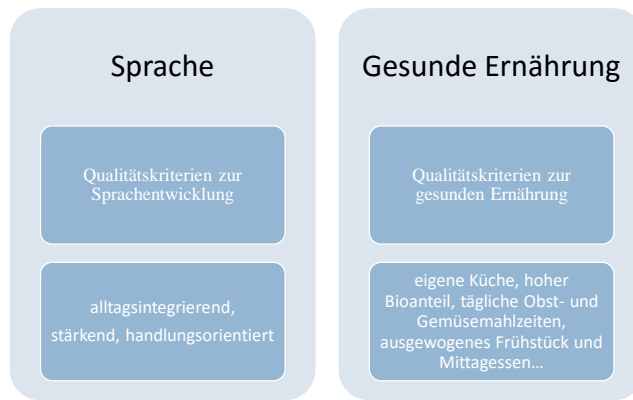 Sprache
Qualitätskriterien zur
Sprachentwicklung
alltagsintegrierend,
stärkend, handlungsorientiert
Gesunde Ernährung
Qualitätskriterien zur
gesunden Ernährung
eigene Küche, hoher
Bioanteil, tägliche Obst- und
Gemüsemahlzeiten,
ausgewogenes Frühstück und
Mittagessen…